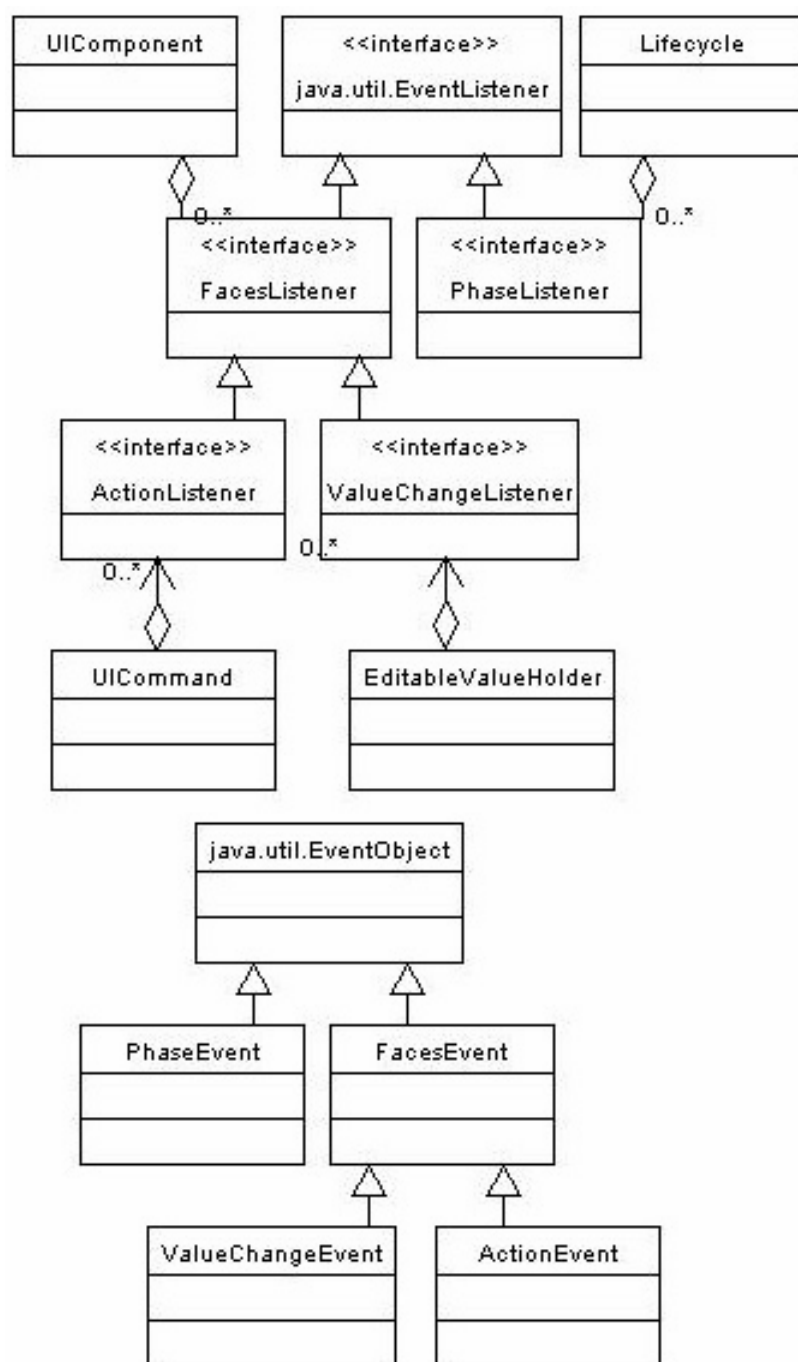 UIComponent
<<interface>>
java.util.EventListener
Lifecycle
0..*
0..*
<<interface>>
FacesListener
<<interface>>
PhaseListener
<<interface>>
ActionListener
<<interface>>
ValueChangeListener
0..*
0..*
UICommand
EditableValueHolder
java.util.EventObject
PhaseEvent
FacesEvent
ValueChangeEvent
ActionEvent